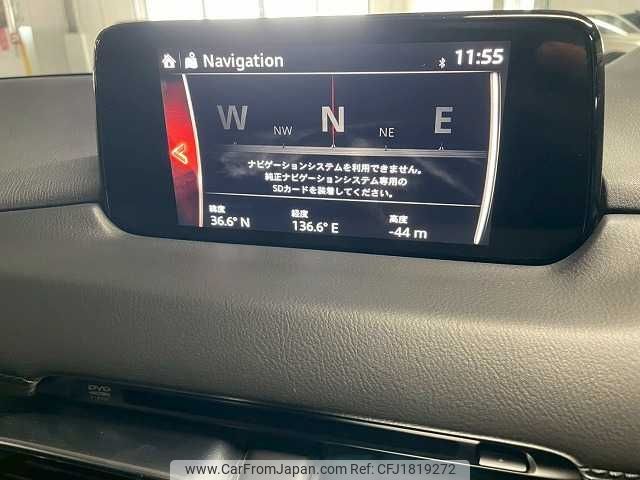 Navigation
11:55
W NW N NE E
ナビゲーションシステムを利用できません。
純正ナビゲーションシステム専用の
SDカードを装着してください。
緯度 経度 高度
36.6° N 136.6° E -44 m
DVD
www.CarFromJapan.com | Ref: CFJ1819272